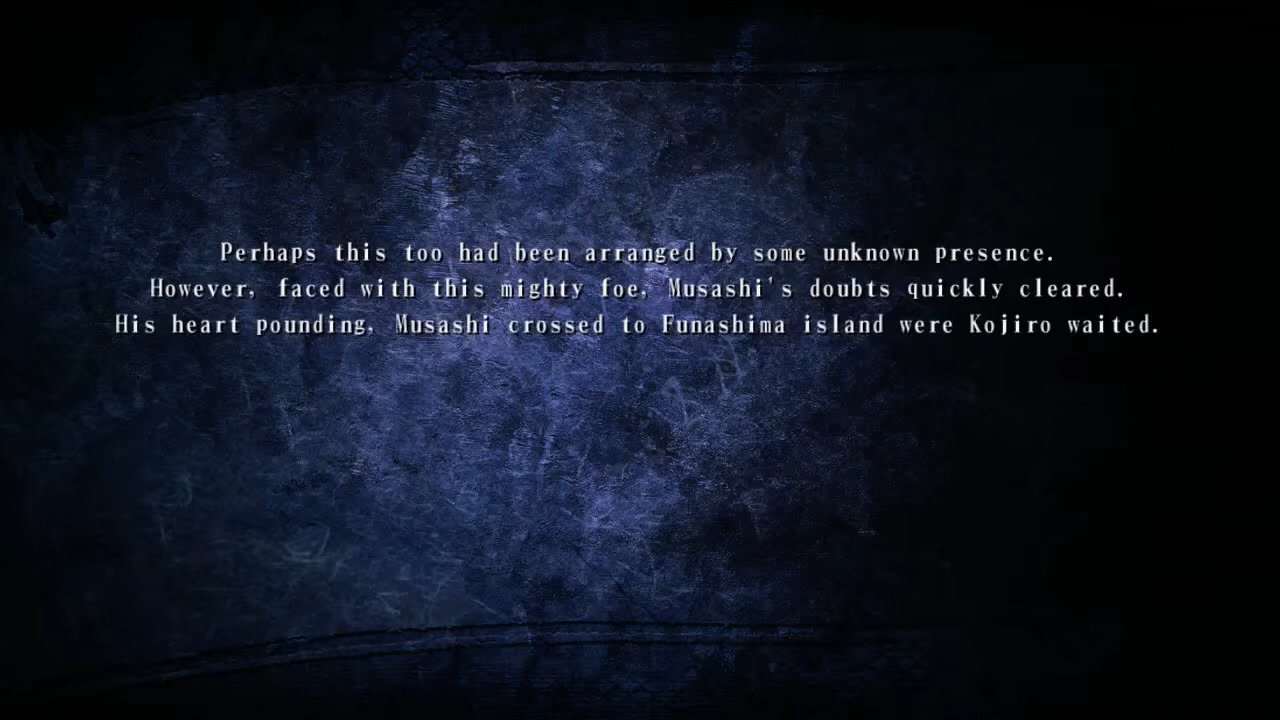 Perhaps this too had been arranged by some unknown presence.
However, faced with this mighty foe, Musashi's doubts quickly cleared.
His heart pounding, Musashi crossed to Funashima island were Kojiro waited.